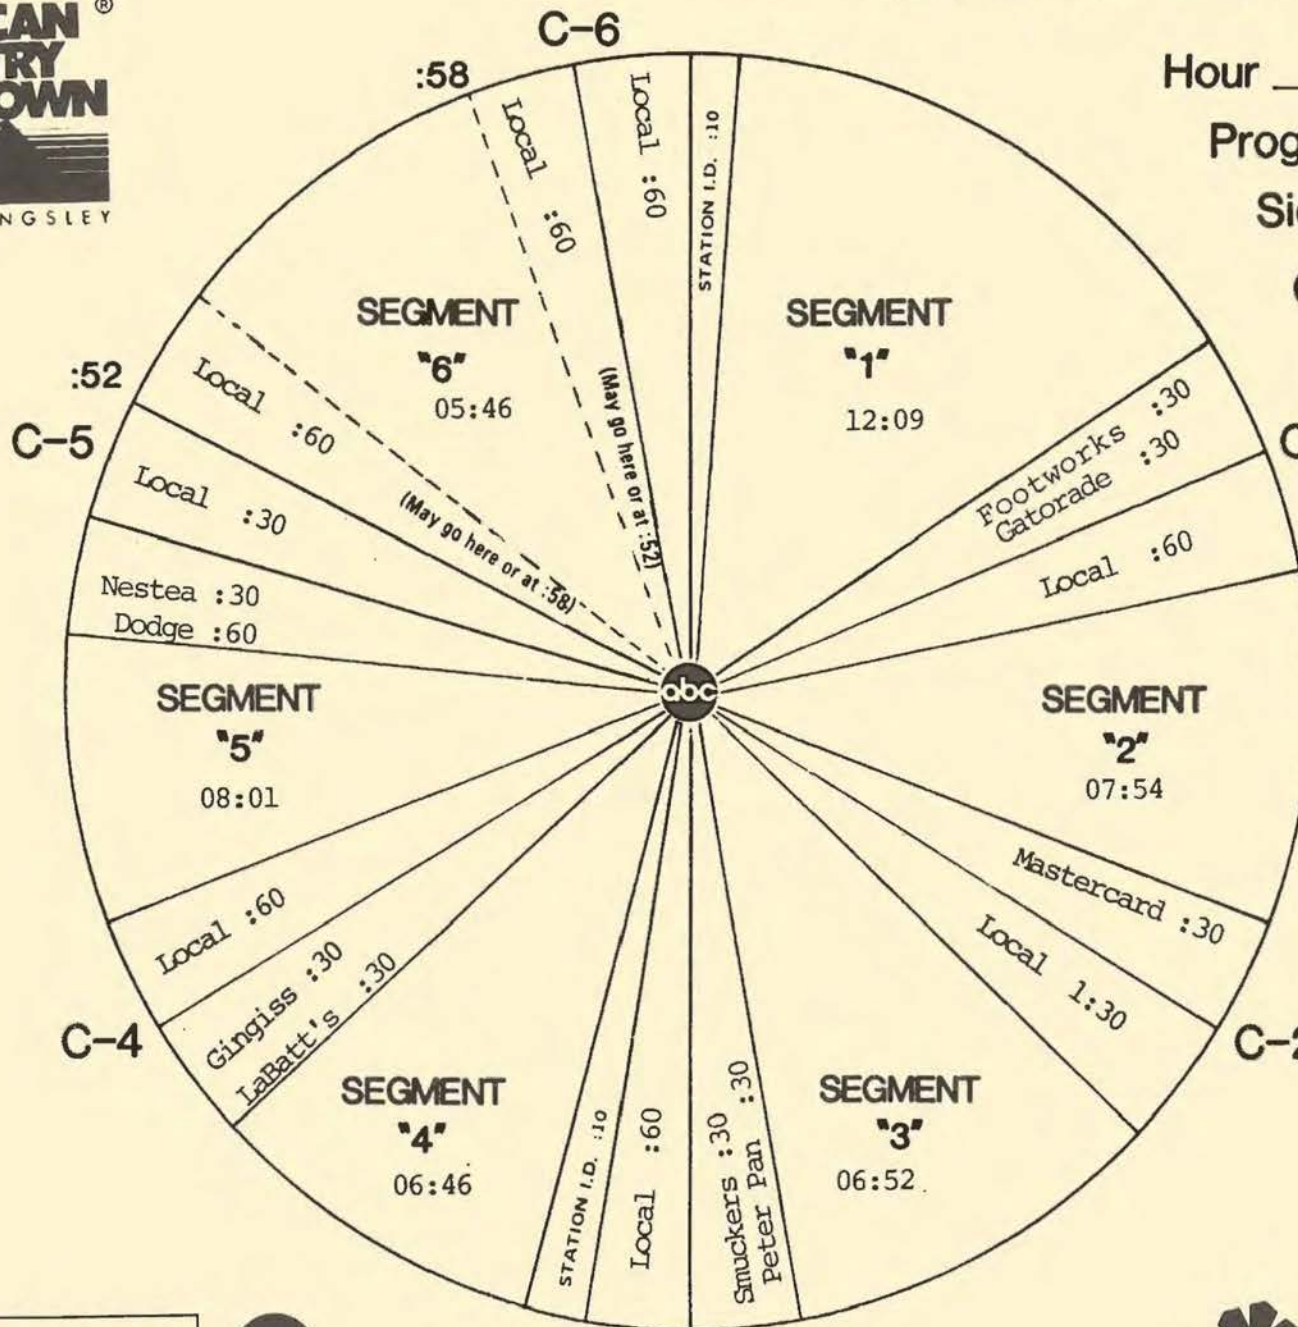 ®
C-6
:58
Hour
STATION I.D. :10
Local :60
Local :60
(May go here or at :52)
SEGMENT
"1"
12:09
Footworks :30
Gatorade :30
Local :60
SEGMENT
"2"
07:54
Mastercard :30
Local 1:30
SEGMENT
"3"
06:52
Smuckers :30
Peter Pan :30
Local :60
STATION I.D. :10
SEGMENT
"4"
06:46
C-4
LaBatt's :30
Gingiss :30
Local :60
SEGMENT
"5"
08:01
Dodge :60
Nestea :30
Local :30
C-5
:52
Local :60
(May go here or at :58)
SEGMENT
"6"
05:46
abc